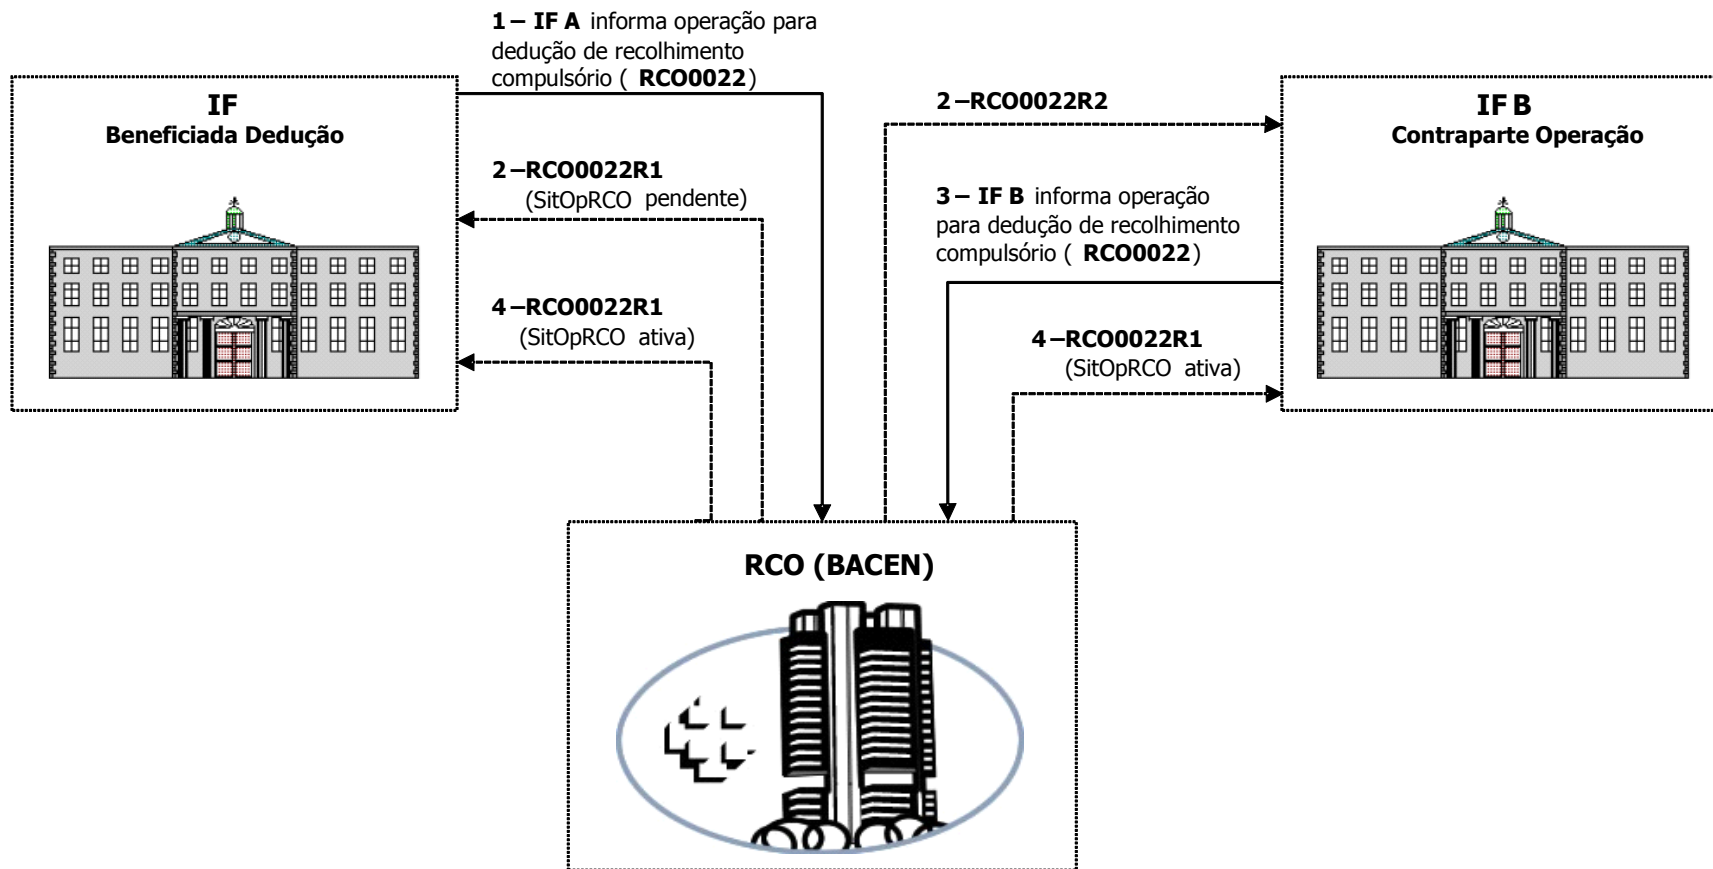 1 – IF A informa operação para
dedução de recolhimento
compulsório ( RCO0022 )
IF
Beneficiada Dedução
2 –RCO0022R1
(SitOpRCO pendente)
4 –RCO0022R1
(SitOpRCO ativa)
2 –RCO0022R2
3 – IF B informa operação
para dedução de recolhimento
compulsório ( RCO0022 )
4 –RCO0022R1
(SitOpRCO ativa)
IF B
Contraparte Operação
RCO (BACEN)